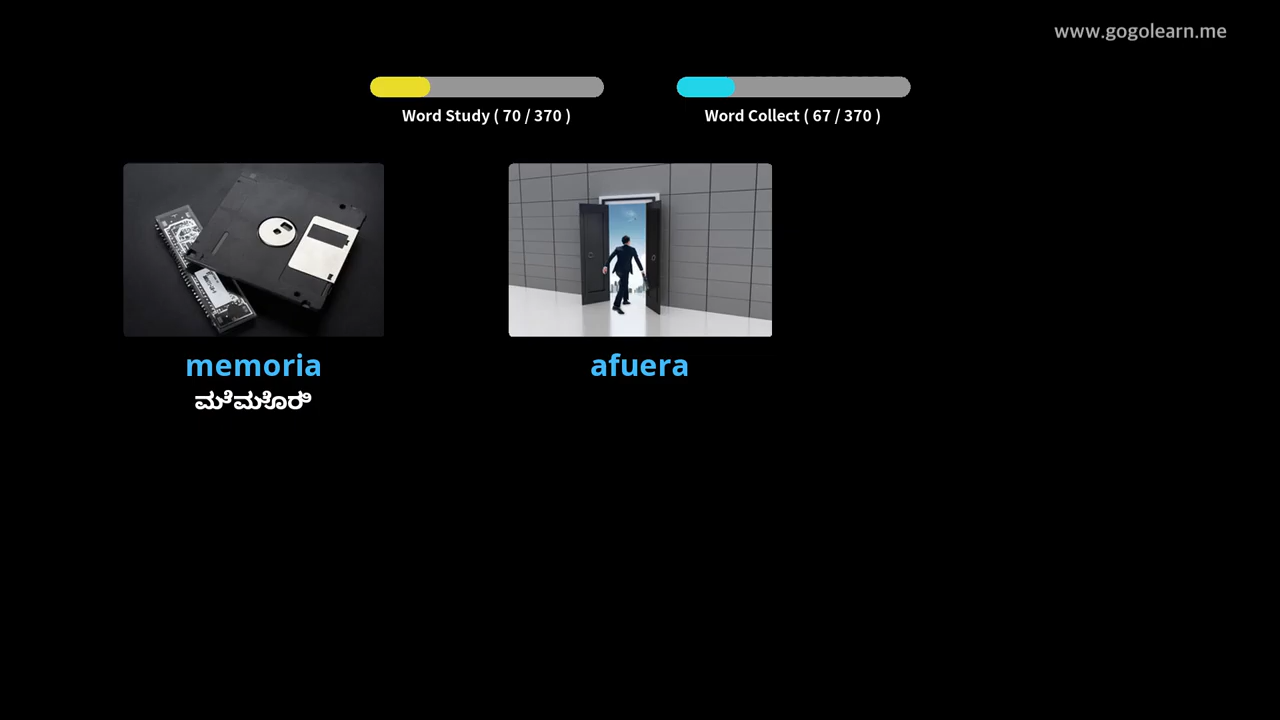 www.gogolearn.me
Word Study ( 70 / 370 )
Word Collect ( 67 / 370 )
memoria
afuera
ಮೆಮೊರಿ